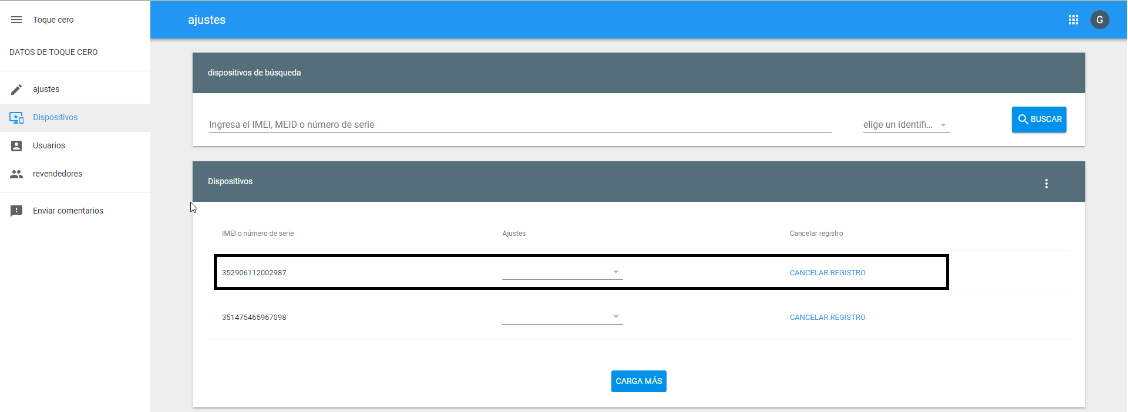 Toque cero
ajustes
G
DATOS DE TOQUE CERO
ajustes
Dispositivos
Usuarios
revendedores
Enviar comentarios
dispositivos de búsqueda
Ingresa el IMEI, MEID o número de serie
elige un identifi...
BUSCAR
Dispositivos
IMEI o número de serie
Ajustes
Cancelar registro
352906112002987
CANCELAR REGISTRO
351475465967098
CANCELAR REGISTRO
CARGA MÁS